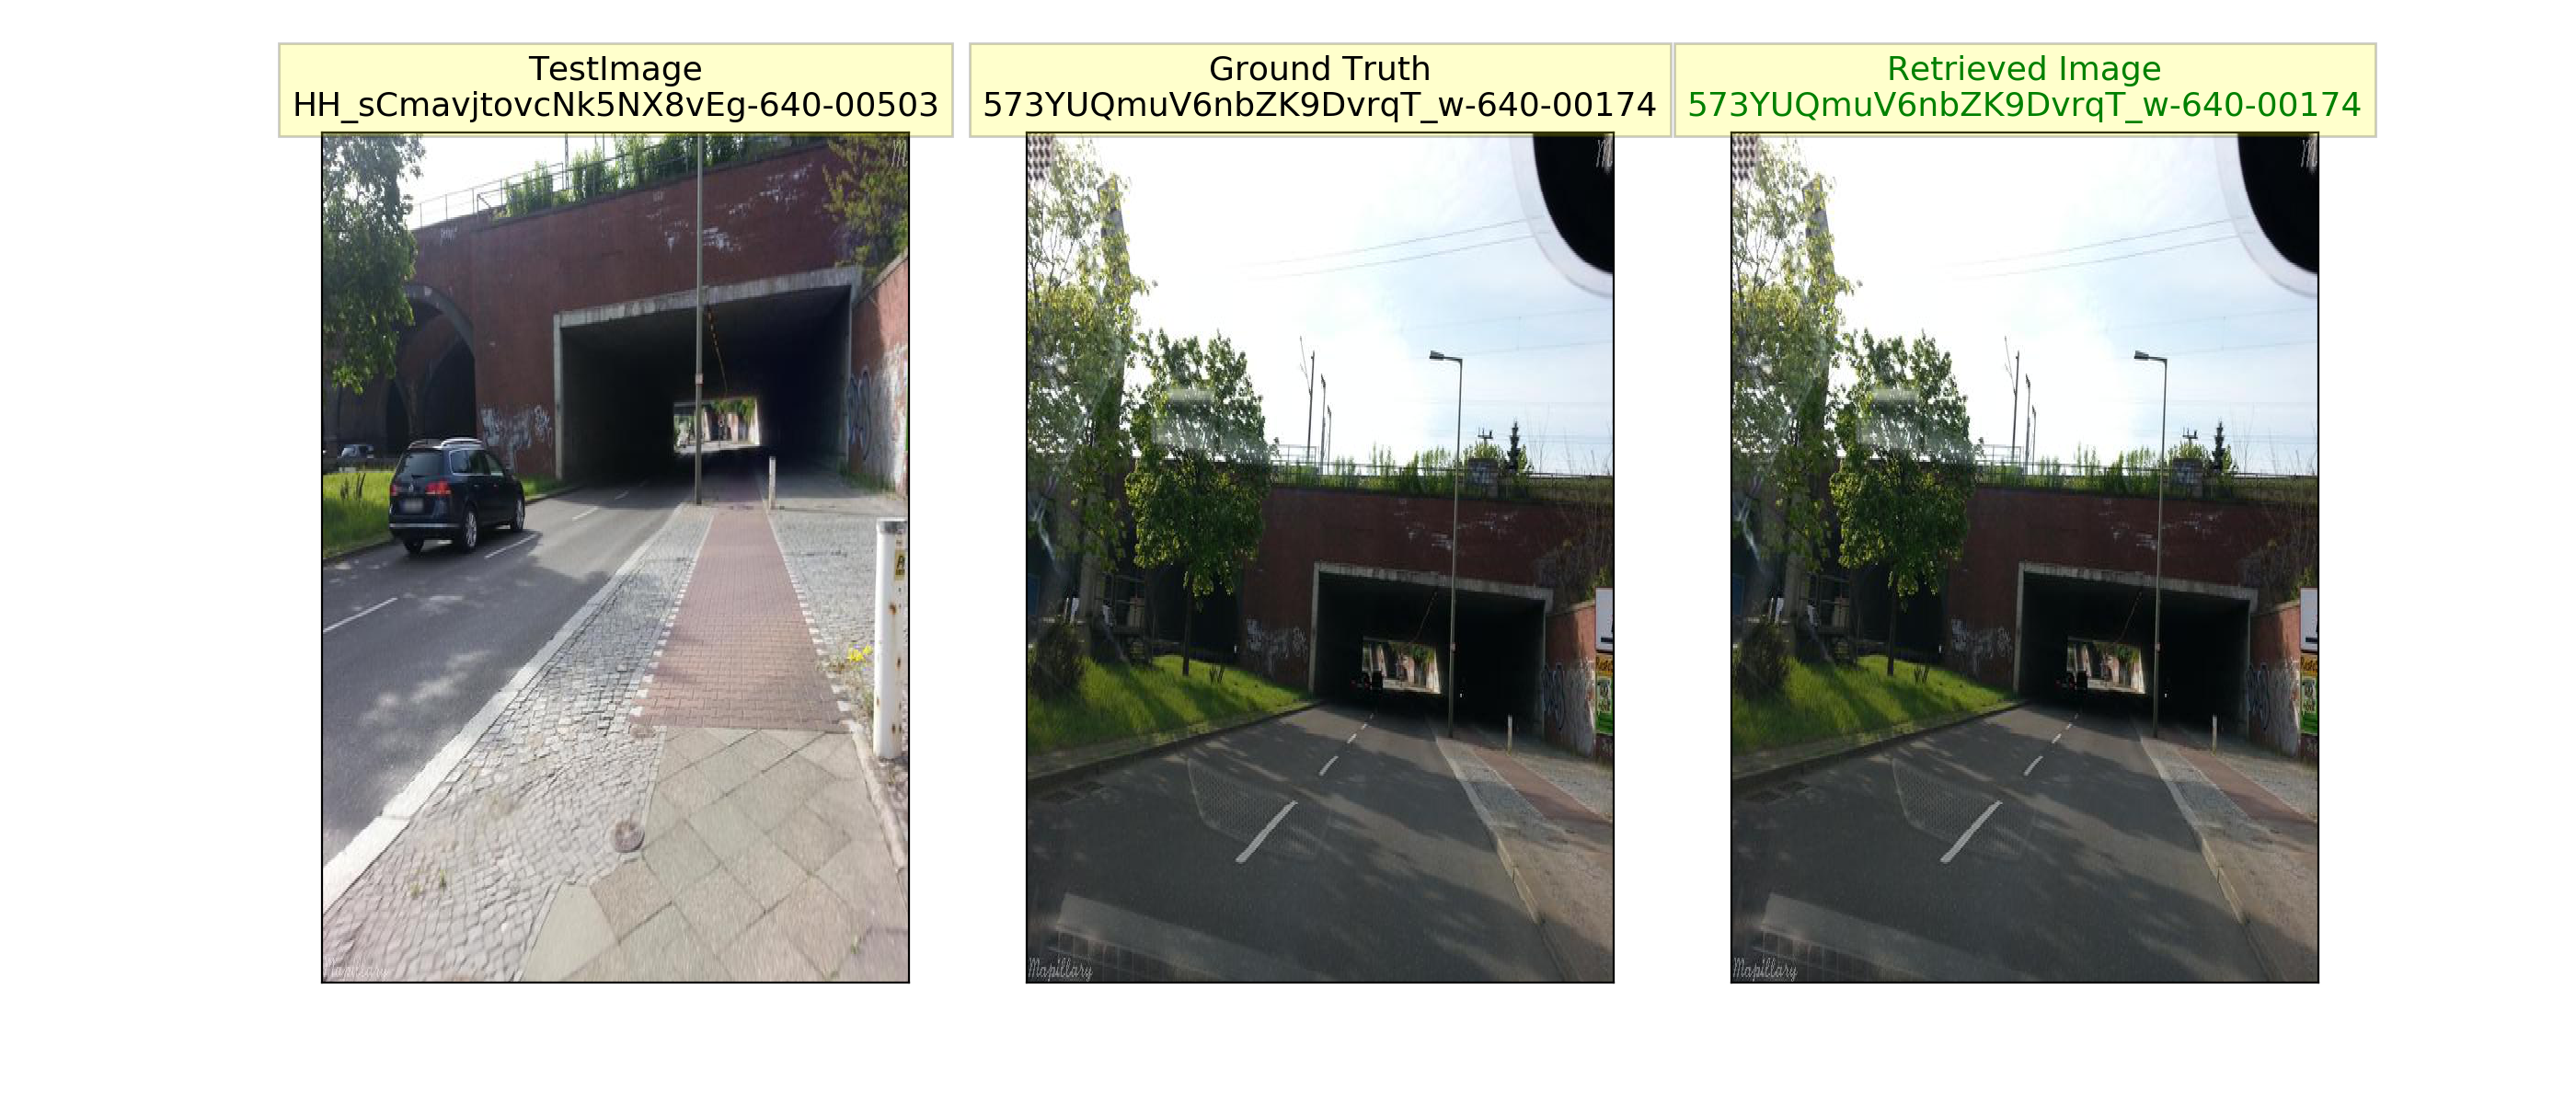 TestImage
HH_sCmavjtovcNk5NX8vEg-640-00503
Ground Truth
573YUQmuV6nbZK9DvrqT_w-640-00174
Retrieved Image
573YUQmuV6nbZK9DvrqT_w-640-00174
M
M
M
Mapillary
Mapillary
Mapillary